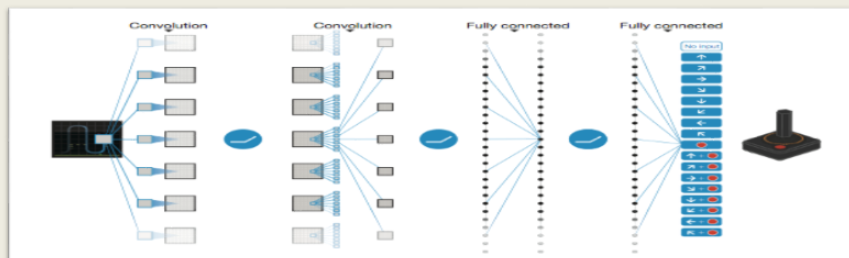 Convolution
Convolution
Fully connected
Fully connected
No input